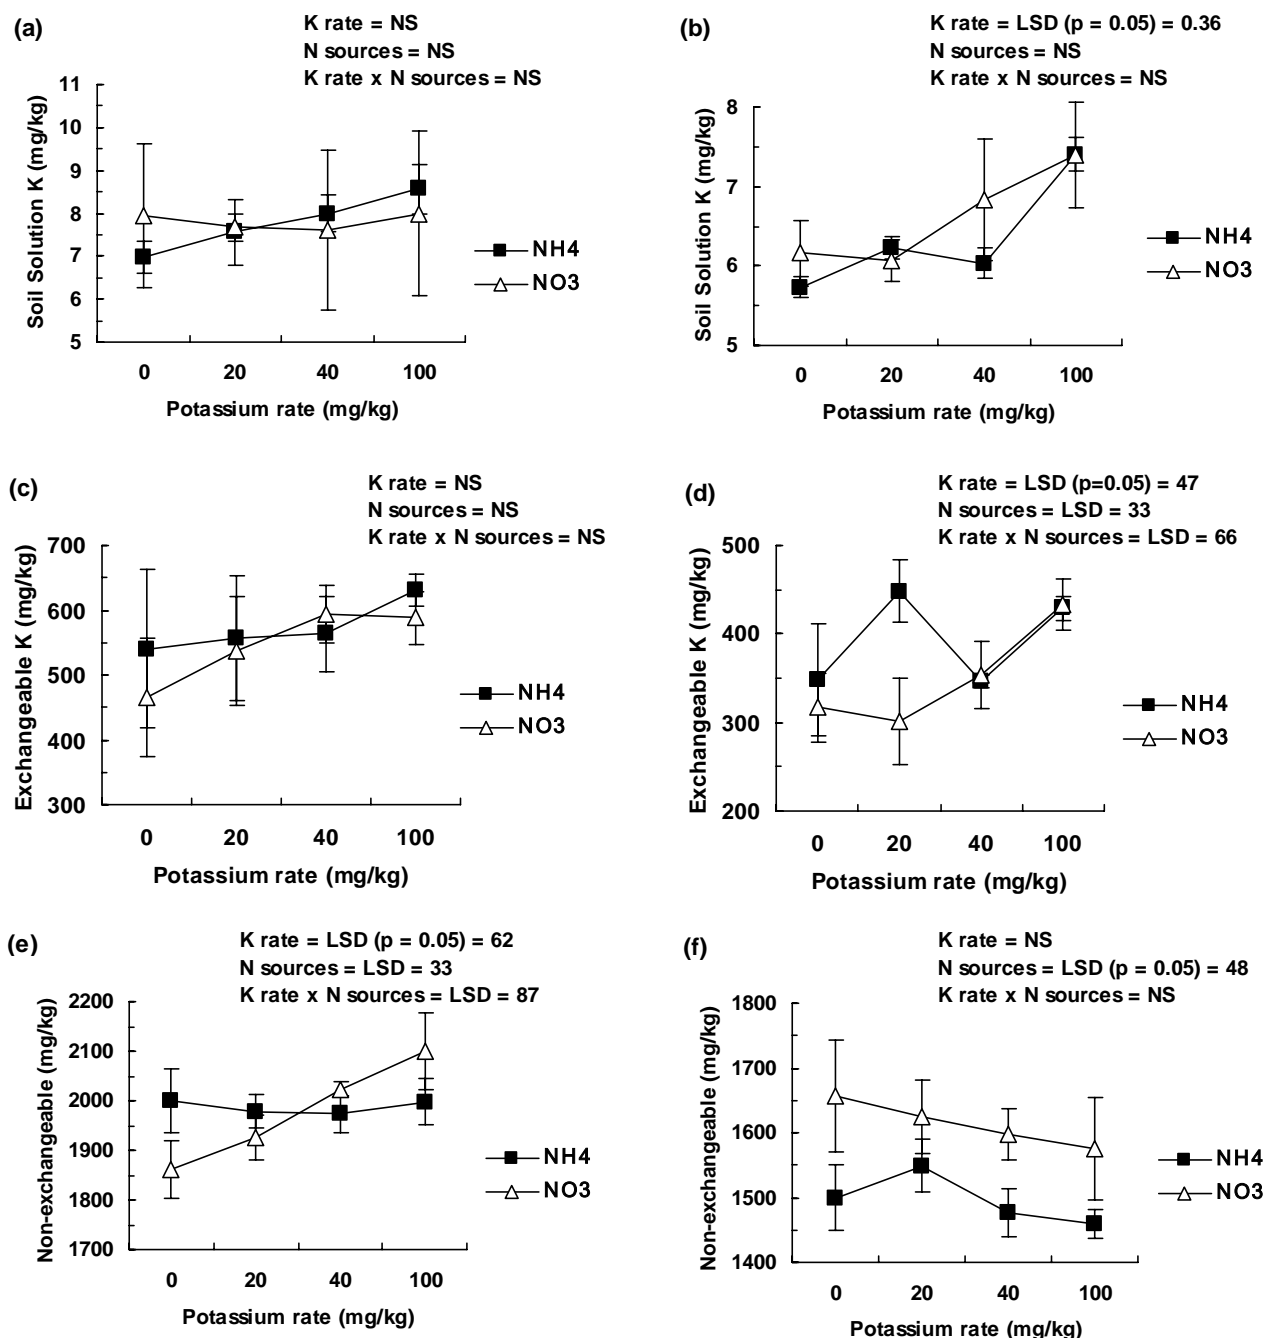 (a)
K rate = NS
N sources = NS
K rate x N sources = NS
11
10
9
8
7
6
5
Soil Solution K (mg/kg)
0 20 40 100
Potassium rate (mg/kg)
NH4
NO3
(b)
K rate = LSD (p = 0.05) = 0.36
N sources = NS
K rate x N sources = NS
8
7
6
5
Soil Solution K (mg/kg)
0 20 40 100
Potassium rate (mg/kg)
NH4
NO3
(c)
K rate = NS
N sources = NS
K rate x N sources = NS
700
600
500
400
300
Exchangeable K (mg/kg)
0 20 40 100
Potassium rate (mg/kg)
NH4
NO3
(d)
K rate = LSD (p=0.05) = 47
N sources = LSD = 33
K rate x N sources = LSD = 66
500
400
300
200
Exchangeable K (mg/kg)
0 20 40 100
Potassium rate (mg/kg)
NH4
NO3
(e)
K rate = LSD (p = 0.05) = 62
N sources = LSD = 33
K rate x N sources = LSD = 87
2200
2100
2000
1900
1800
1700
Non-exchangeable (mg/kg)
0 20 40 100
Potassium rate (mg/kg)
NH4
NO3
(f)
K rate = NS
N sources = LSD (p = 0.05) = 48
K rate x N sources = NS
1800
1700
1600
1500
1400
Non-exchangeable (mg/kg)
0 20 40 100
Potassium rate (mg/kg)
NH4
NO3